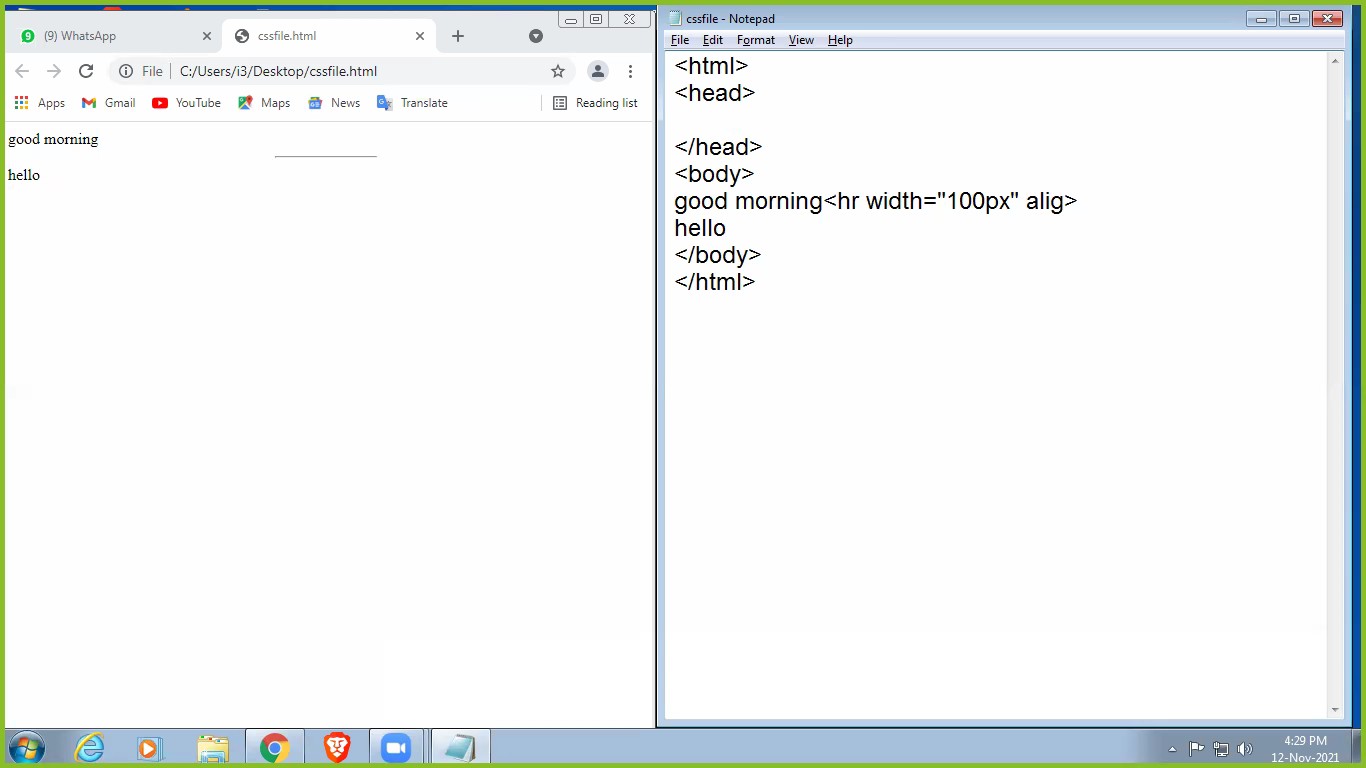 (9) WhatsApp
cssfile.html
File
C:/Users/i3/Desktop/cssfile.html
Apps
Gmail
YouTube
Maps
News
Translate
Reading list
good morning
hello
cssfile - Notepad
File Edit Format View Help
<html>
<head>
</head>
<body>
good morning<hr width="100px" alig>
hello
</body>
</html>
4:29 PM
12-Nov-2021